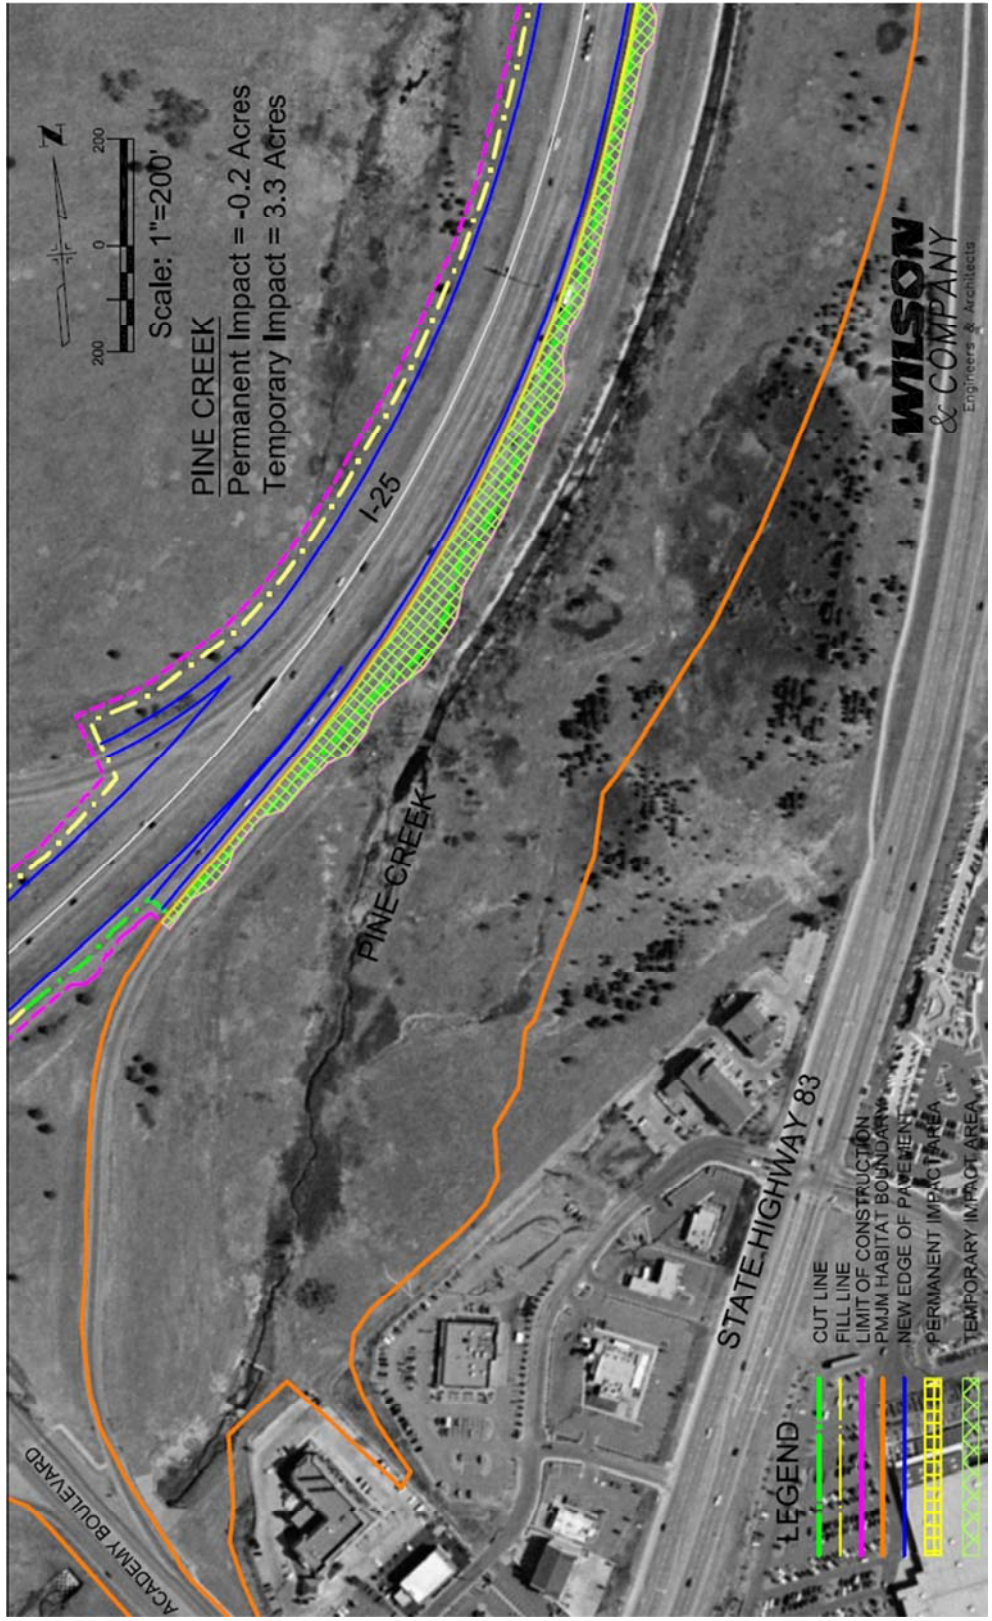 N
200 0 200
Scale: 1"=200'
PINE CREEK
Permanent Impact = -0.2 Acres
Temporary Impact = 3.3 Acres
I-25
PINE CREEK
ACADEMY BOULEVARD
STATE HIGHWAY 83
WILSON
& COMPANY
Engineers & Architects
LEGEND
CUT LINE
FILL LINE
LIMIT OF CONSTRUCTION
PMJM HABITAT BOUNDARY
NEW EDGE OF PAVEMENT
PERMANENT IMPACT AREA
TEMPORARY IMPACT AREA